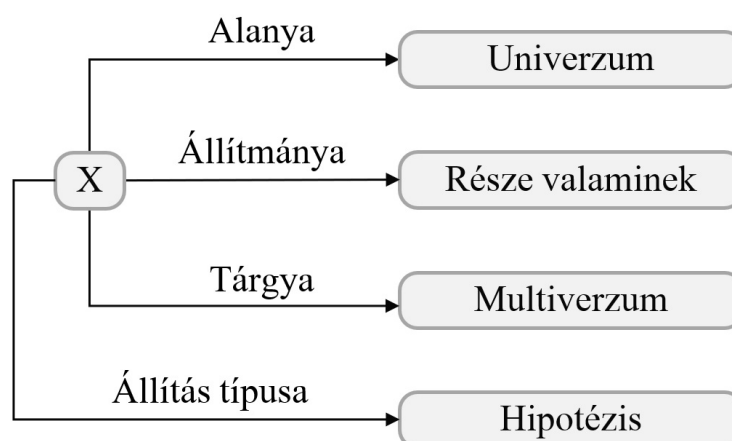 Alanya
Univerzum
Állítmánya
X
Része valaminek
Tárgya
Multiverzum
Állítás típusa
Hipotézis